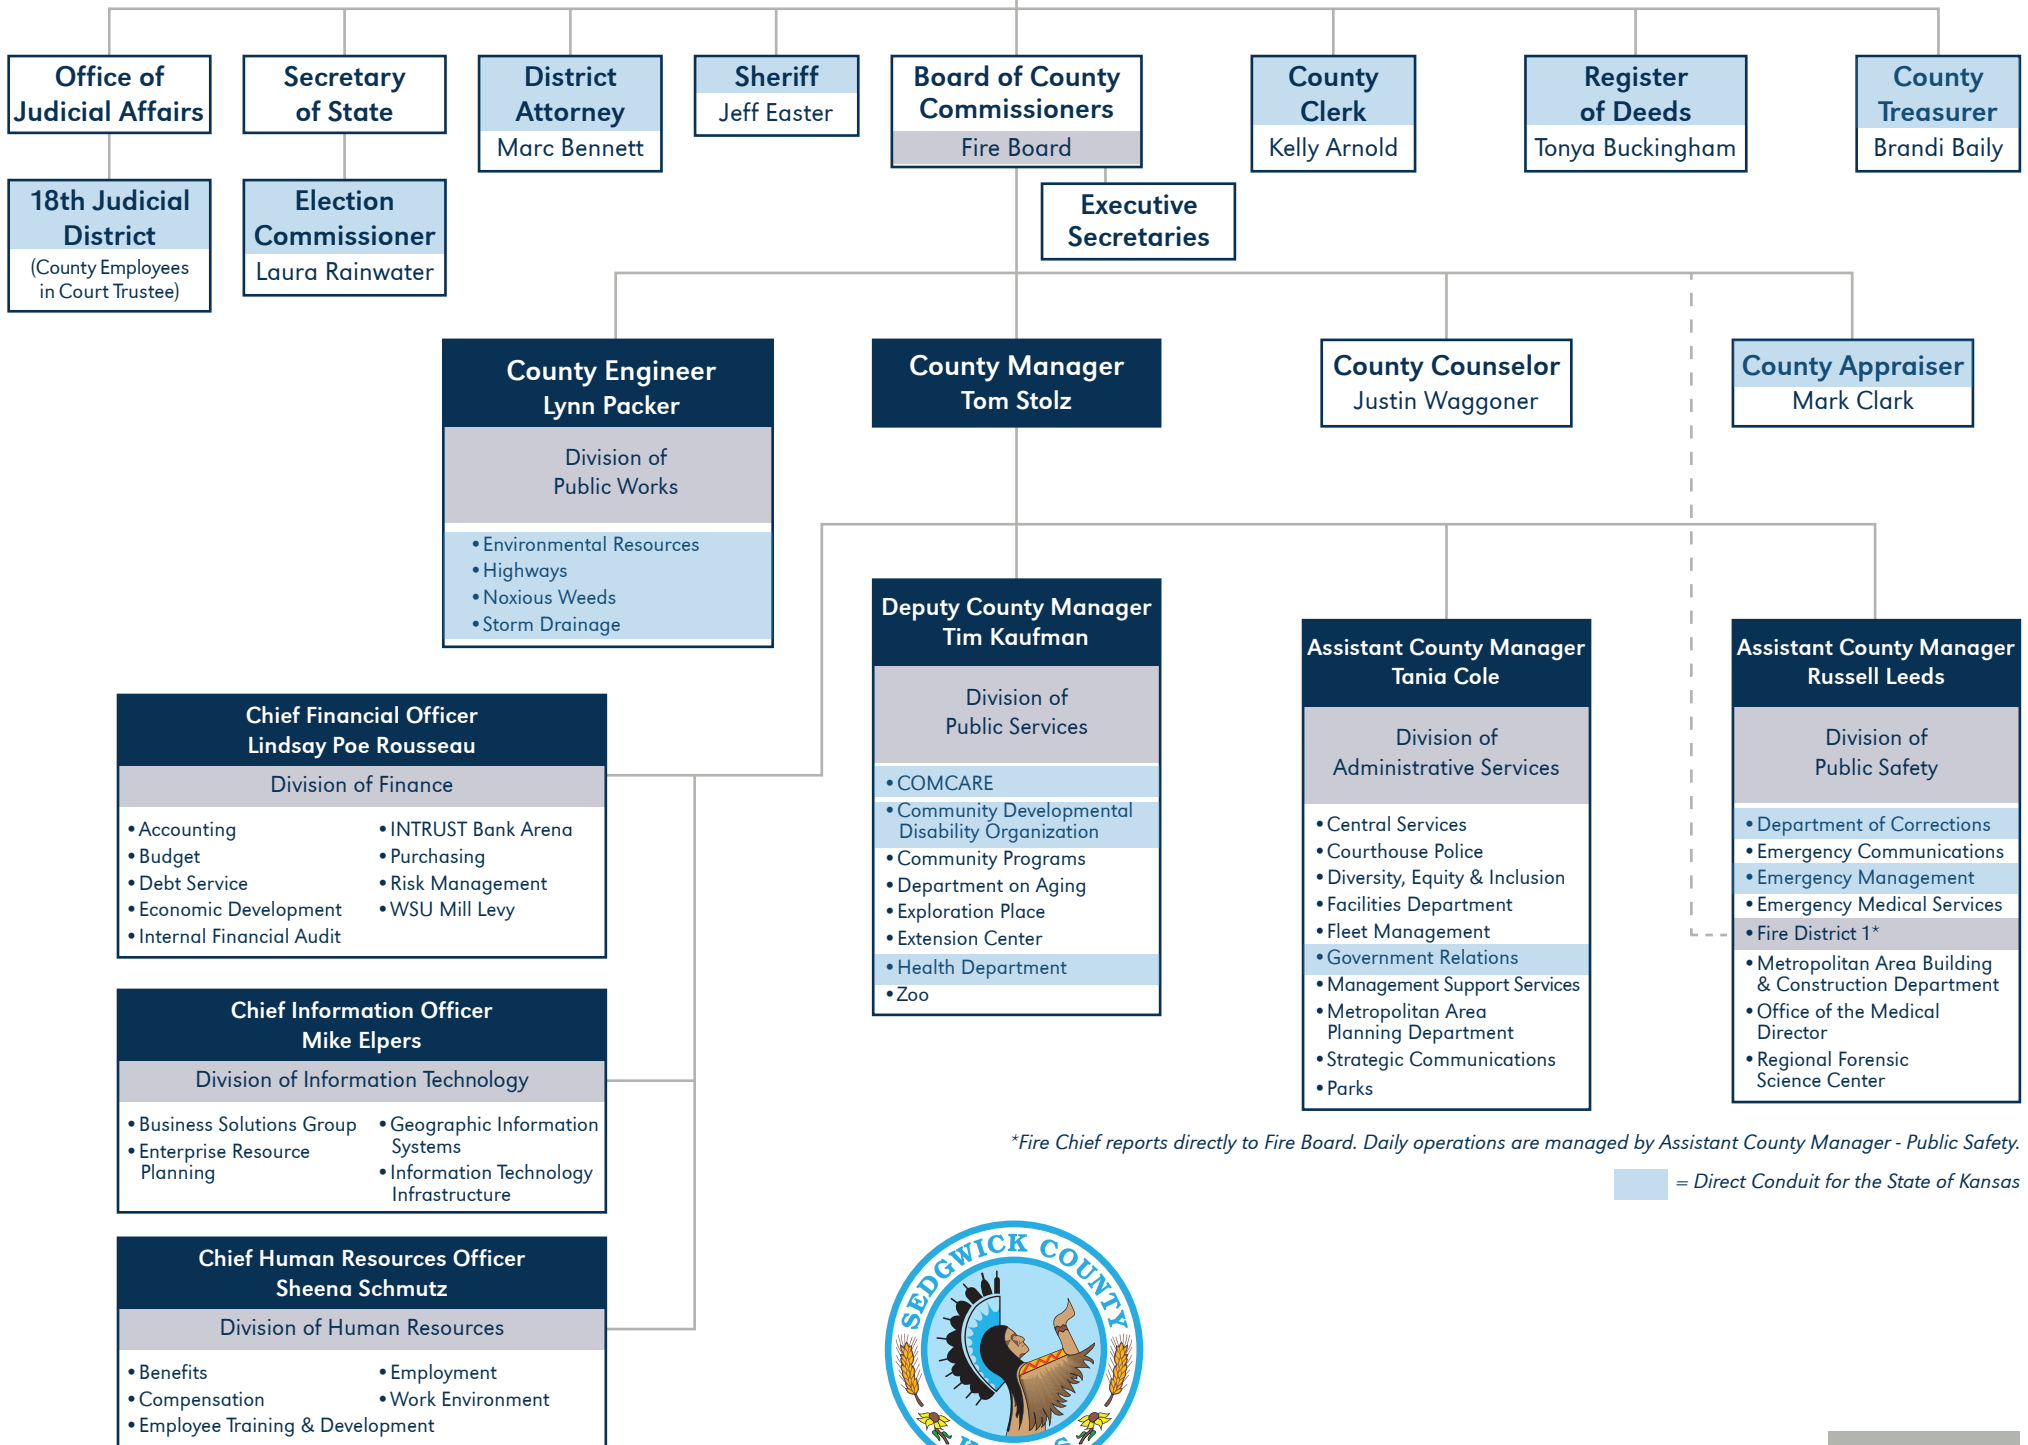 Office of
Judicial Affairs
Secretary
of State
District
Attorney
Marc Bennett
Sheriff
Jeff Easter
Board of County
Commissioners
Fire Board
County
Clerk
Kelly Arnold
Register
of Deeds
Tonya Buckingham
County
Treasurer
Brandi Baily
18th Judicial
District
(County Employees
in Court Trustee)
Election
Commissioner
Laura Rainwater
Executive
Secretaries
County Engineer
Lynn Packer
Division of
Public Works
• Environmental Resources
• Highways
• Noxious Weeds
• Storm Drainage
County Manager
Tom Stolz
County Counselor
Justin Waggoner
County Appraiser
Mark Clark
Deputy County Manager
Tim Kaufman
Division of
Public Services
• COMCARE
• Community Developmental
Disability Organization
• Community Programs
• Department on Aging
• Exploration Place
• Extension Center
• Health Department
• Zoo
Assistant County Manager
Tania Cole
Division of
Administrative Services
• Central Services
• Courthouse Police
• Diversity, Equity & Inclusion
• Facilities Department
• Fleet Management
• Government Relations
• Management Support Services
• Metropolitan Area
Planning Department
• Strategic Communications
• Parks
Assistant County Manager
Russell Leeds
Division of
Public Safety
• Department of Corrections
• Emergency Communications
• Emergency Management
• Emergency Medical Services
• Fire District 1*
• Metropolitan Area Building
& Construction Department
• Office of the Medical
Director
• Regional Forensic
Science Center
Chief Financial Officer
Lindsay Poe Rousseau
Division of Finance
• Accounting
• Budget
• Debt Service
• Economic Development
• Internal Financial Audit
• INTRUST Bank Arena
• Purchasing
• Risk Management
• WSU Mill Levy
Chief Information Officer
Mike Elpers
Division of Information Technology
• Business Solutions Group
• Enterprise Resource
Planning
• Geographic Information
Systems
• Information Technology
Infrastructure
Chief Human Resources Officer
Sheena Schmutz
Division of Human Resources
• Benefits
• Compensation
• Employee Training & Development
• Employment
• Work Environment
*Fire Chief reports directly to Fire Board. Daily operations are managed by Assistant County Manager - Public Safety.
= Direct Conduit for the State of Kansas
SEDGWICK COUNTY